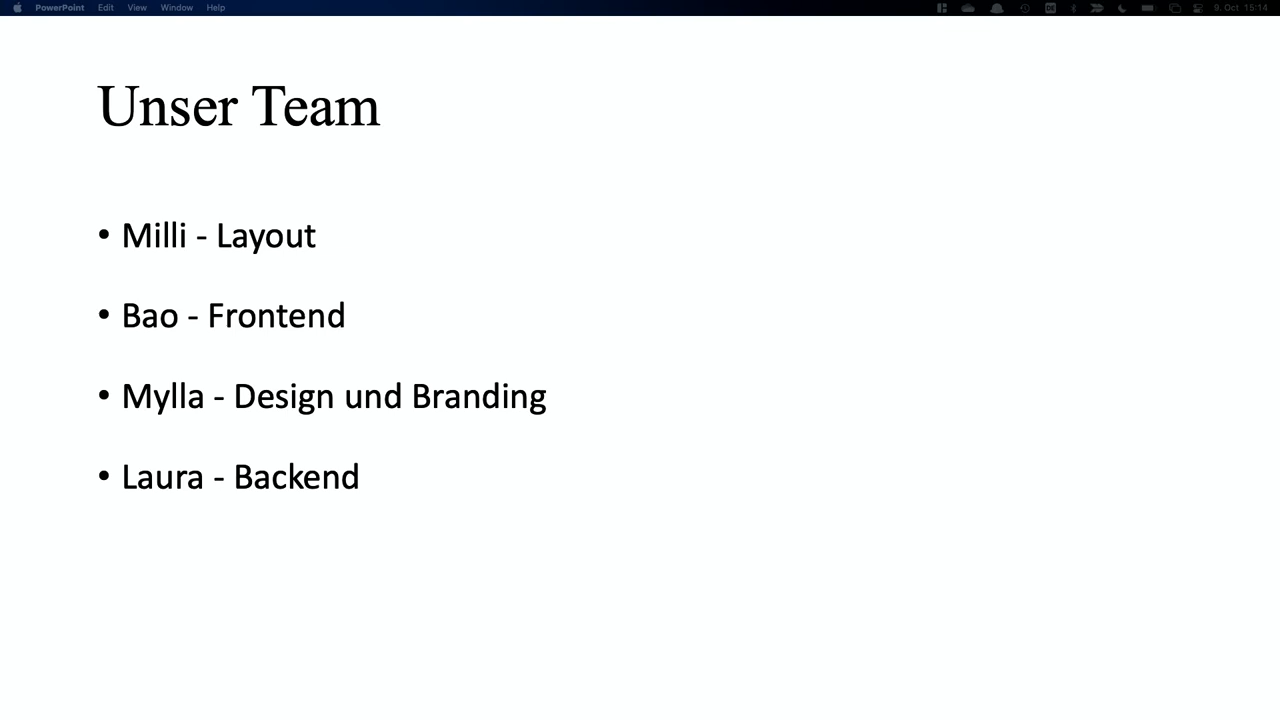 PowerPoint Edit View Window Help 9. Oct 15:14
Unser Team
• Milli - Layout
• Bao - Frontend
• Mylla - Design und Branding
• Laura - Backend